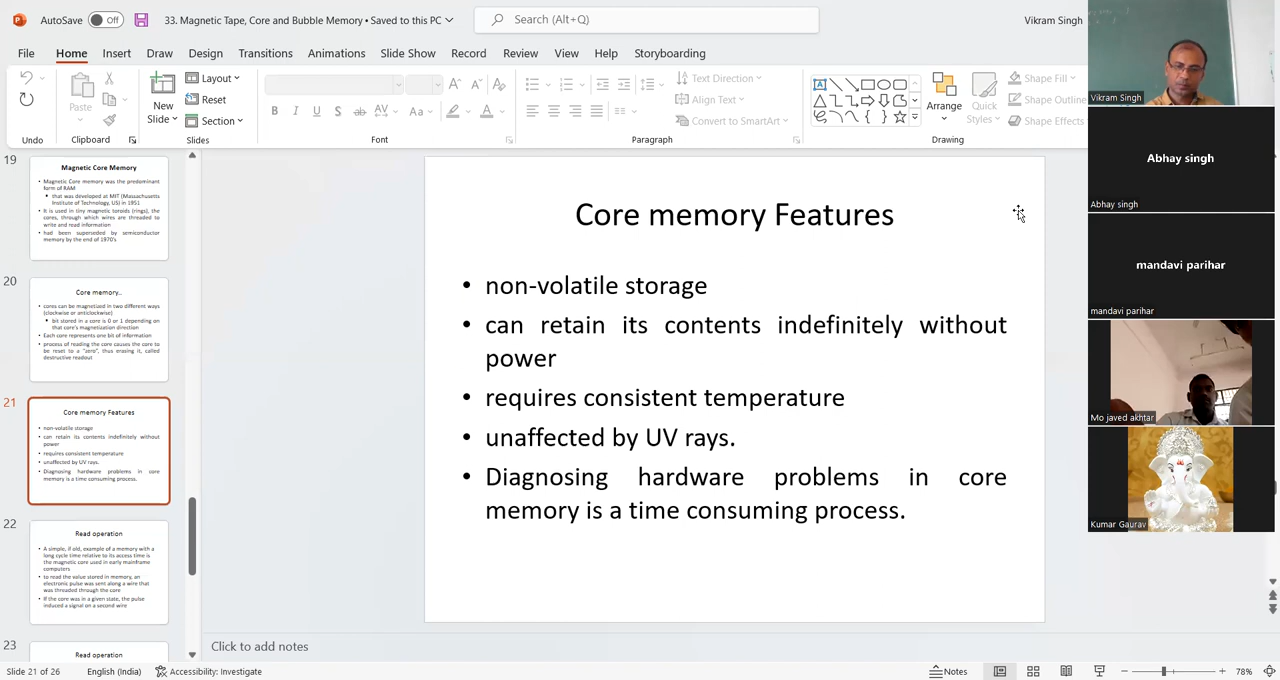 AutoSave Off 33. Magnetic Tape, Core and Bubble Memory • Saved to this PC Search (Alt+Q) Vikram Singh
File Home Insert Draw Design Transitions Animations Slide Show Record Review View Help Storyboarding
Paste
New
Slide
Layout
Reset
Section
B I U S ab AV Aa A
Text Direction
Align Text
Convert to SmartArt
Arrange
Quick
Styles
Shape Fill
Shape Outline
Shape Effects
Undo Clipboard Slides Font Paragraph Drawing
19
Magnetic Core Memory
• Magnetic Core memory was the predominant
form of RAM
• that was developed at MIT (Massachusetts
Institute of Technology, US) in 1951
• It is used in tiny magnetic toroids (rings), the
cores, through which wires are threaded to
write and read information
• had been superseded by semiconductor
memory by the end of 1970's
20
Core memory...
• cores can be magnetized in two different ways
(clockwise or anticlockwise)
• bit stored in a core is 0 or 1 depending on
that core's magnetization direction
• Each core represents one bit of information
• process of reading the core causes the core to
be reset to a "zero", thus erasing it, called
destructive readout
21
Core memory Features
• non-volatile storage
• can retain its contents indefinitely without
power
• requires consistent temperature
• unaffected by UV rays.
• Diagnosing hardware problems in core
memory is a time consuming process.
22
Read operation
• A simple, if old, example of a memory with a
long cycle time relative to its access time is
the magnetic core used in early mainframe
computers
• to read the value stored in memory, an
electronic pulse was sent along a wire that
was threaded through the core
• If the core was in a given state, the pulse
induced a signal on a second wire
23
Read operation
Core memory Features
• non-volatile storage
• can retain its contents indefinitely without
power
• requires consistent temperature
• unaffected by UV rays.
• Diagnosing hardware problems in core
memory is a time consuming process.
Click to add notes
Slide 21 of 26 English (India) Accessibility: Investigate Notes 78%
Vikram Singh
Abhay singh
Abhay singh
mandavi parihar
mandavi parihar
Mo javed akhtar
Kumar Gaurav